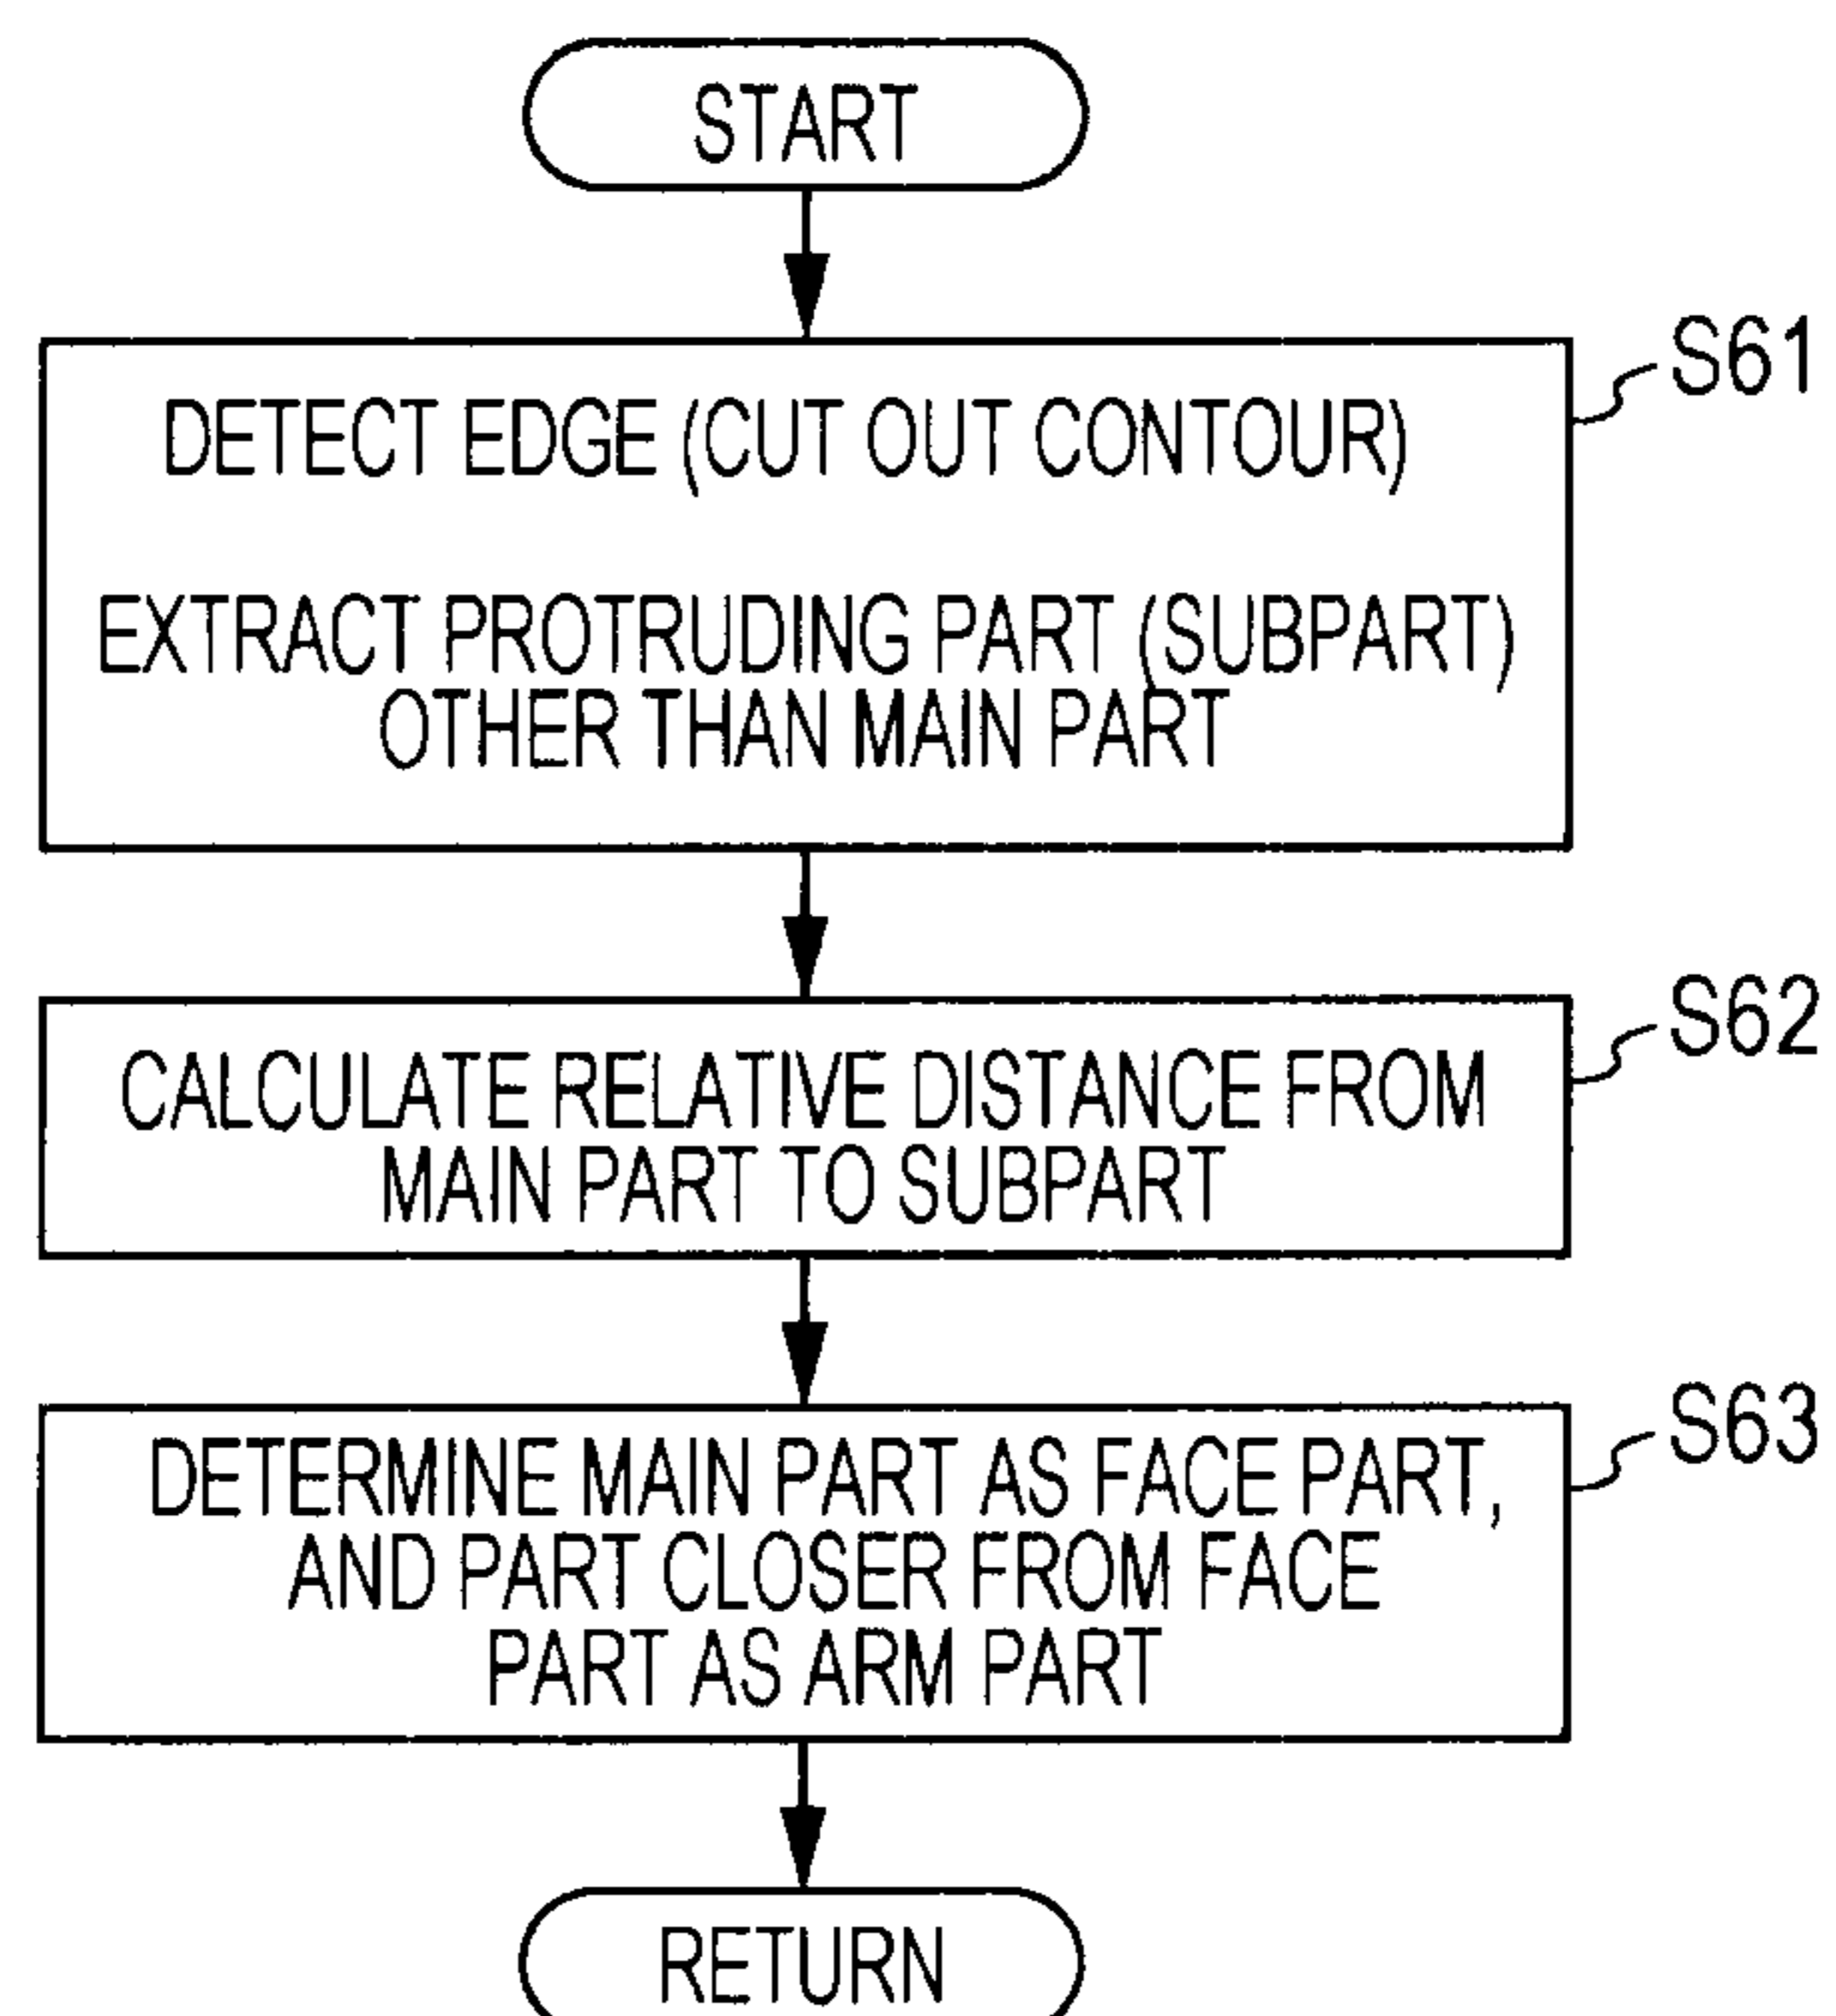 START
S61
DETECT EDGE (CUT OUT CONTOUR)
EXTRACT PROTRUDING PART (SUBPART)
OTHER THAN MAIN PART
S62
CALCULATE RELATIVE DISTANCE FROM
MAIN PART TO SUBPART
S63
DETERMINE MAIN PART AS FACE PART,
AND PART CLOSER FROM FACE
PART AS ARM PART
RETURN